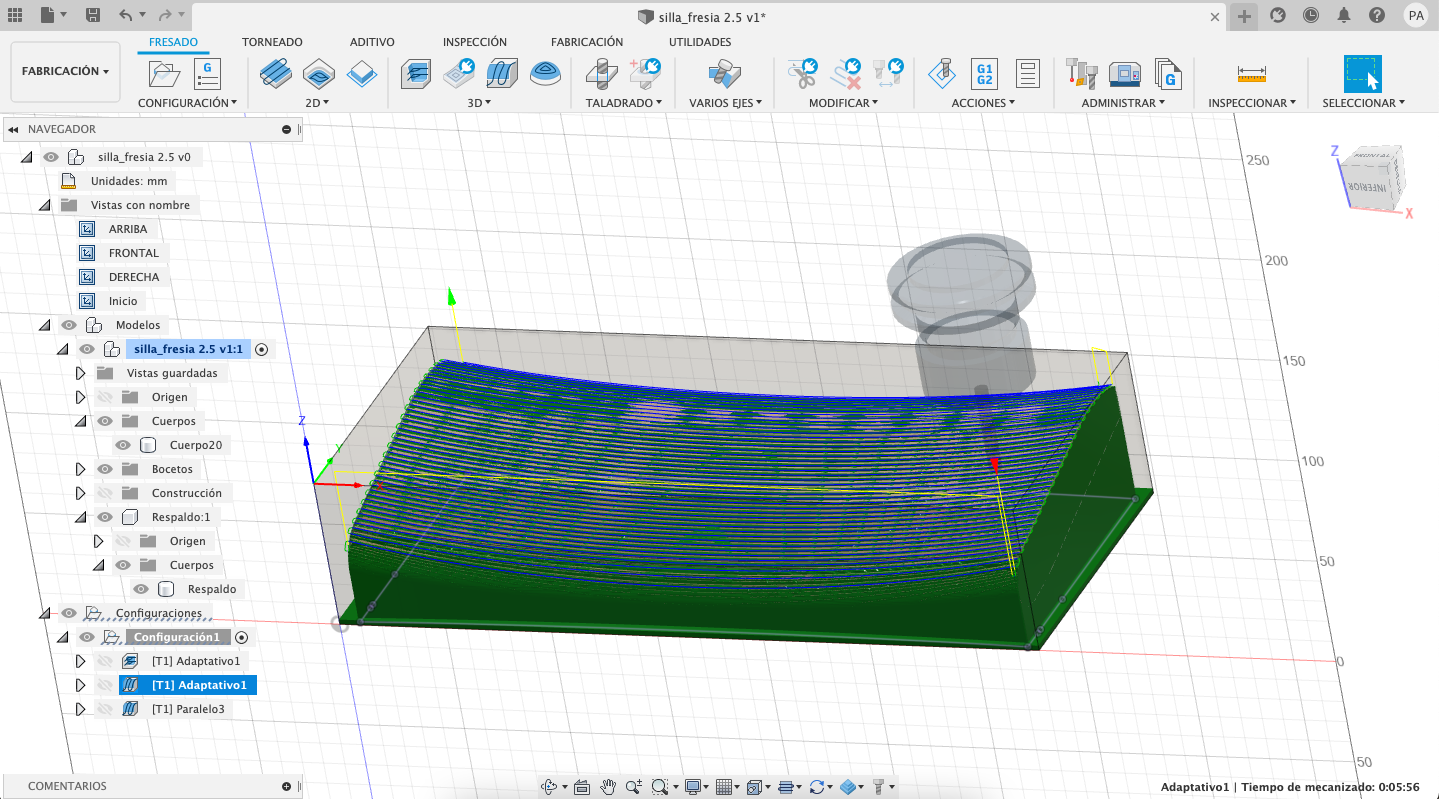 silla_fresia 2.5 v1*
PA
FABRICACIÓN
FRESADO TORNEADO ADITIVO INSPECCIÓN FABRICACIÓN UTILIDADES
G
G1
G2
G
CONFIGURACIÓN 2D 3D TALADRADO VARIOS EJES MODIFICAR ACCIONES ADMINISTRAR INSPECCIONAR SELECCIONAR
NAVEGADOR
silla_fresia 2.5 v0
Unidades: mm
Vistas con nombre
ARRIBA
FRONTAL
DERECHA
Inicio
Modelos
silla_fresia 2.5 v1:1
Vistas guardadas
Origen
Cuerpos
Cuerpo20
Bocetos
Construcción
Respaldo:1
Origen
Cuerpos
Respaldo
Configuraciones
Configuración1
[T1] Adaptativo1
[T1] Adaptativo1
[T1] Paralelo3
250
200
150
100
50
0
50
Z
Y
X
Z
FRONTAL
INFERIOR
X
COMENTARIOS
Adaptativo1 | Tiempo de mecanizado: 0:05:56